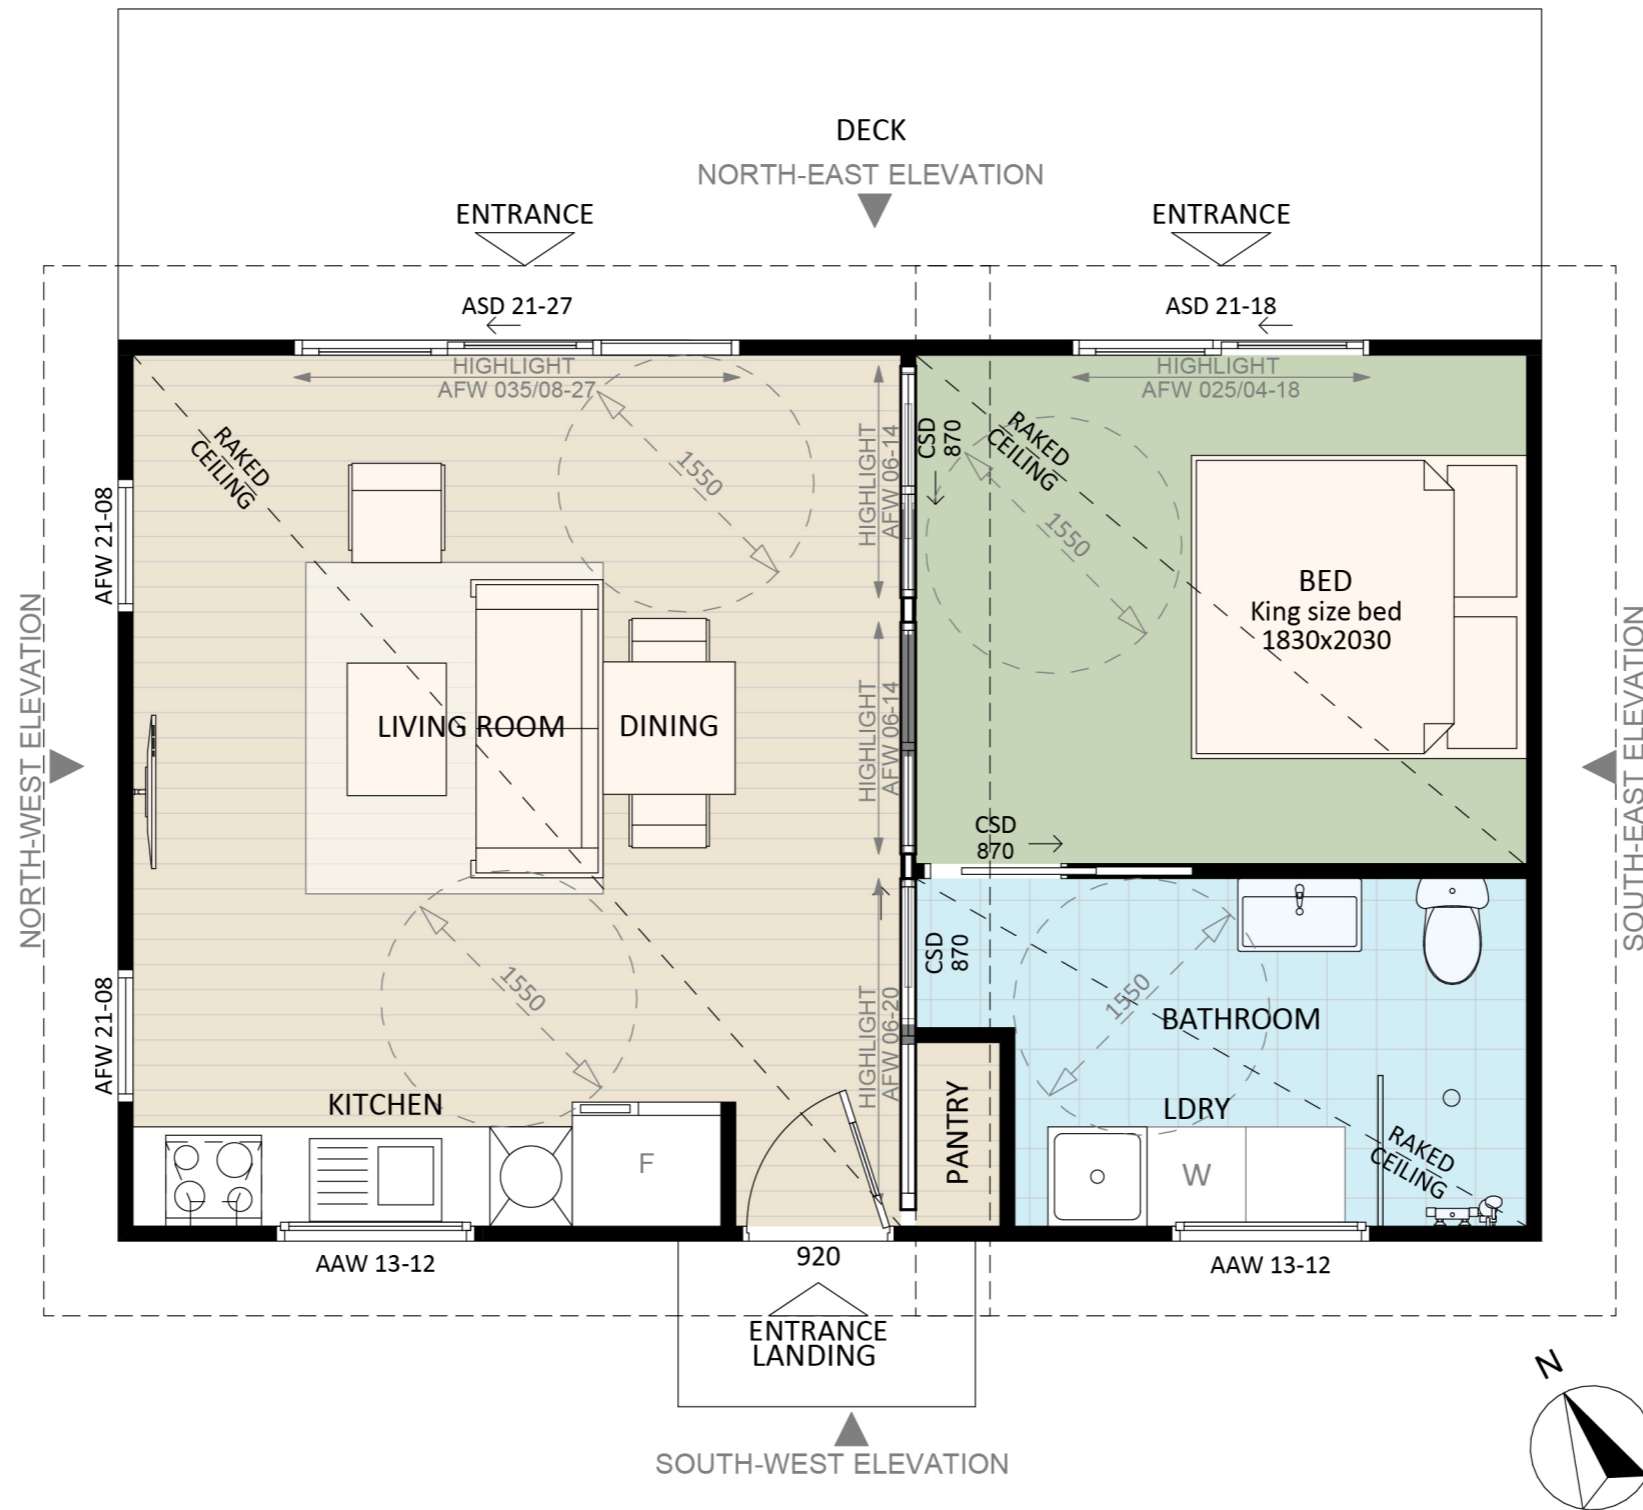 DECK
NORTH-EAST ELEVATION
ENTRANCE
ENTRANCE
ASD 21-27
ASD 21-18
HIGHLIGHT
AFW 035/08-27
HIGHLIGHT
AFW 025/04-18
RAKED
CEILING
1550
HIGHLIGHT
AFW 06-14
CSD
870
RAKED
CEILING
1550
AFW 21-08
BED
King size bed
1830x2030
NORTH-WEST ELEVATION
LIVING ROOM
DINING
HIGHLIGHT
AFW 06-14
SOUTH-EAST ELEVATION
CSD
870
AFW 21-08
1550
HIGHLIGHT
AFW 06-20
CSD
870
1550
BATHROOM
KITCHEN
LDRY
PANTRY
F
W
RAKED
CEILING
AAW 13-12
920
AAW 13-12
ENTRANCE
LANDING
N
SOUTH-WEST ELEVATION